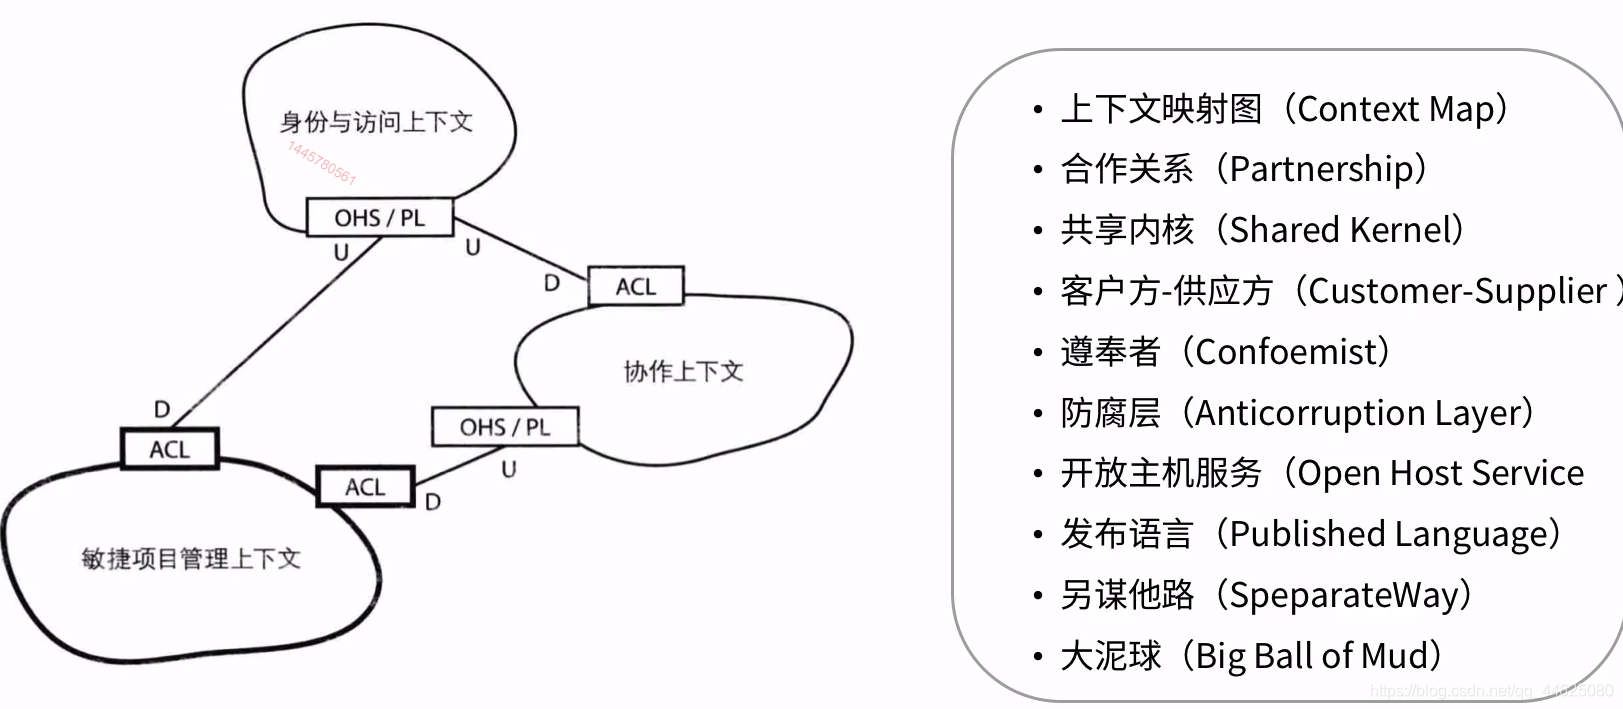 身份与访问上下文
1445780561
OHS / PL
U
U
D
ACL
协作上下文
D
ACL
OHS / PL
U
ACL
D
敏捷项目管理上下文
• 上下文映射图（Context Map）
• 合作关系（Partnership）
• 共享内核（Shared Kernel）
• 客户方-供应方（Customer-Supplier ）
• 遵奉者（Confoemist）
• 防腐层（Anticorruption Layer）
• 开放主机服务（Open Host Service
• 发布语言（Published Language）
• 另谋他路（SpeparateWay）
• 大泥球（Big Ball of Mud）
https://blog.csdn.net/qq_44825080